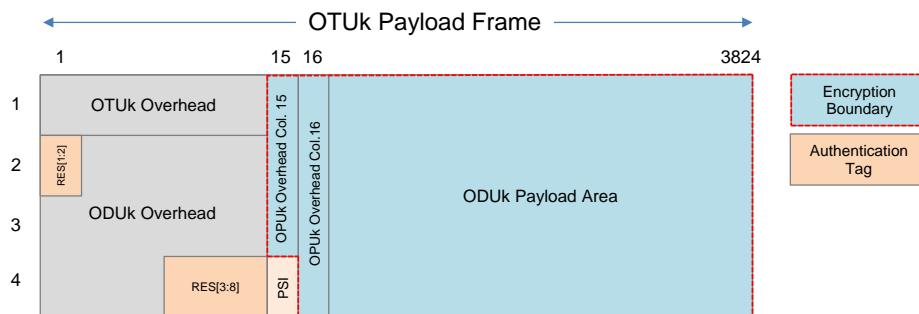 OTUk Payload Frame
1 15 16 3824
1 OTUk Overhead
OPUk Overhead Col. 15
OPUk Overhead Col.16
Encryption
Boundary
2 RES[1:2]
Authentication
Tag
ODUk Overhead
ODUk Payload Area
3
4 RES[3:8] PSI